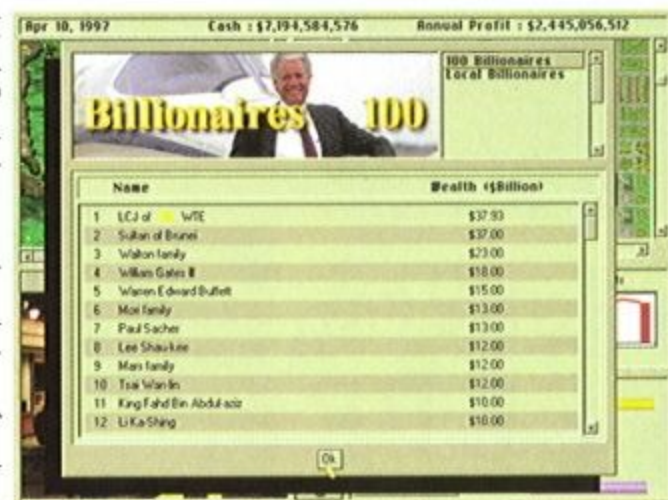 Apr 10, 1997 Cash : $7,194,584,576 Annual Profit : $2,445,056,512
Billionaires 100
100 Billionaires
Local Billionaires
Name Wealth ($Billion)
1 LCJ of WTE $37.93
2 Sultan of Brunei $37.00
3 Walton family $23.00
4 William Gates III $18.00
5 Warren Edward Buffett $15.00
6 Mori family $13.00
7 Paul Sacher $13.00
8 Lee Shau-kee $12.00
9 Mars family $12.00
10 Tsai Wan-lin $12.00
11 King Fahd Bin Abdul-aziz $10.00
12 Li Ka-Shing $10.00
Ok